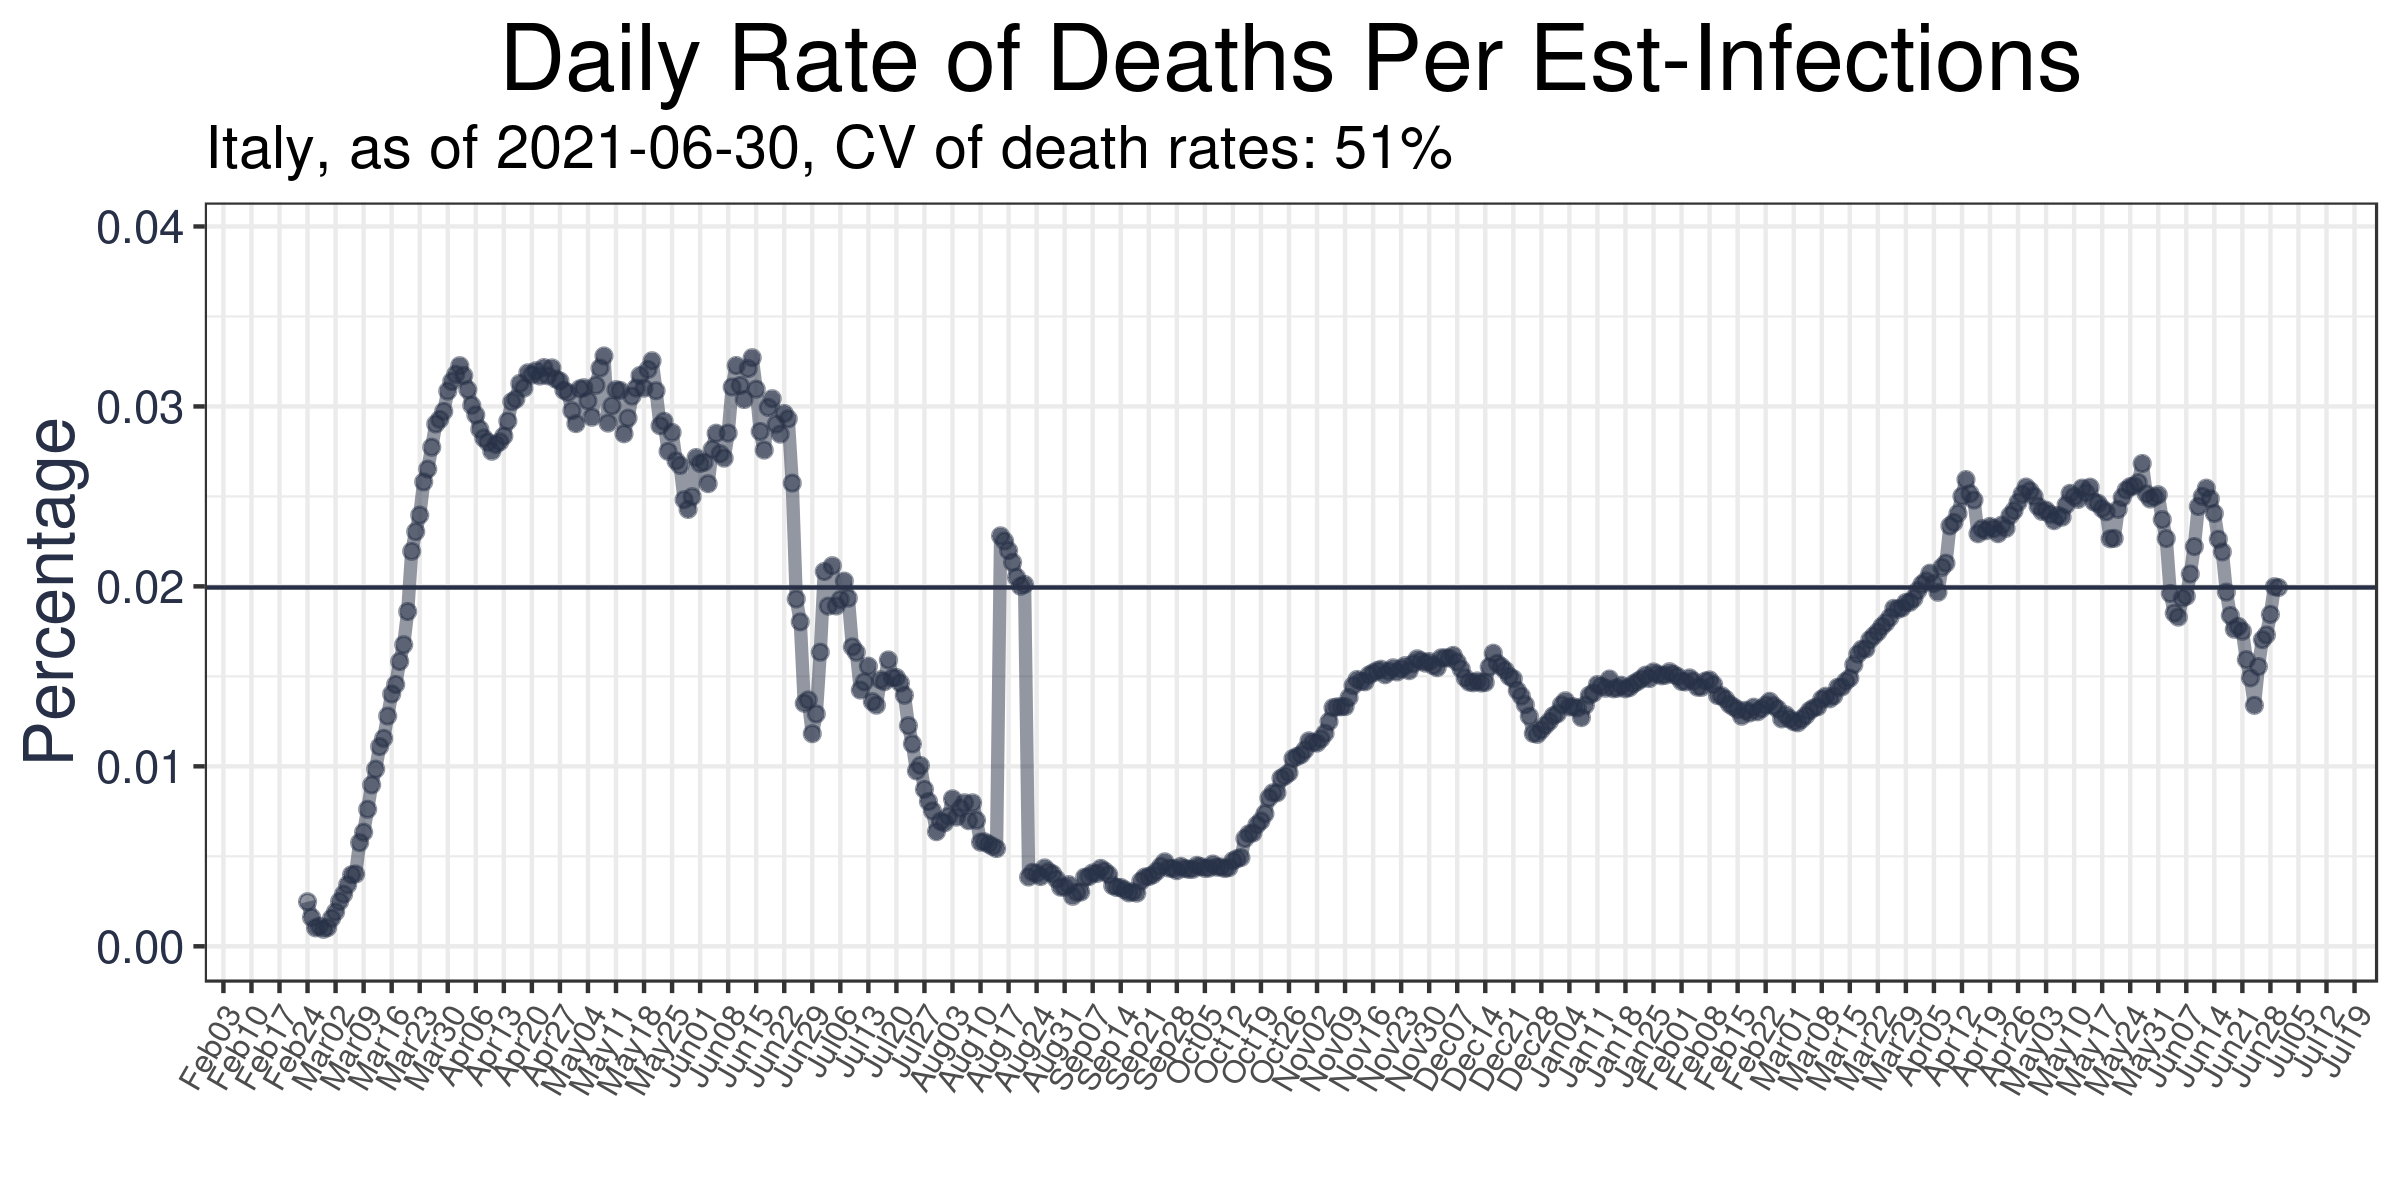 Daily Rate of Deaths Per Est-Infections
Italy, as of 2021-06-30, CV of death rates: 51%
Percentage
0.04
0.03
0.02
0.01
0.00
Feb03
Feb10
Feb17
Feb24
Mar02
Mar09
Mar16
Mar23
Mar30
Apr06
Apr13
Apr20
Apr27
May04
May11
May18
May25
Jun01
Jun08
Jun15
Jun22
Jun29
Jul06
Jul13
Jul20
Jul27
Aug03
Aug10
Aug17
Aug24
Aug31
Sep07
Sep14
Sep21
Sep28
Oct05
Oct12
Oct19
Oct26
Nov02
Nov09
Nov16
Nov23
Nov30
Dec07
Dec14
Dec21
Dec28
Jan04
Jan11
Jan18
Jan25
Feb01
Feb08
Feb15
Feb22
Mar01
Mar08
Mar15
Mar22
Mar29
Apr05
Apr12
Apr19
Apr26
May03
May10
May17
May24
May31
Jun07
Jun14
Jun21
Jun28
Jul05
Jul12
Jul19